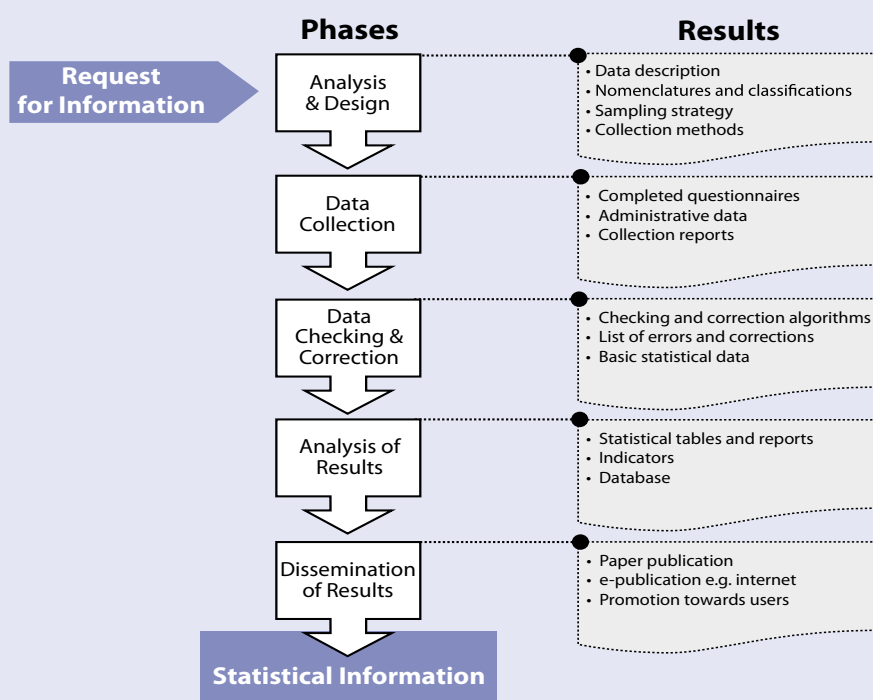 Phases
Results
Request
for Information
Analysis
& Design
• Data description
• Nomenclatures and classifications
• Sampling strategy
• Collection methods
Data
Collection
• Completed questionnaires
• Administrative data
• Collection reports
Data
Checking &
Correction
• Checking and correction algorithms
• List of errors and corrections
• Basic statistical data
Analysis of
Results
• Statistical tables and reports
• Indicators
• Database
Dissemination
of Results
• Paper publication
• e-publication e.g. internet
• Promotion towards users
Statistical Information